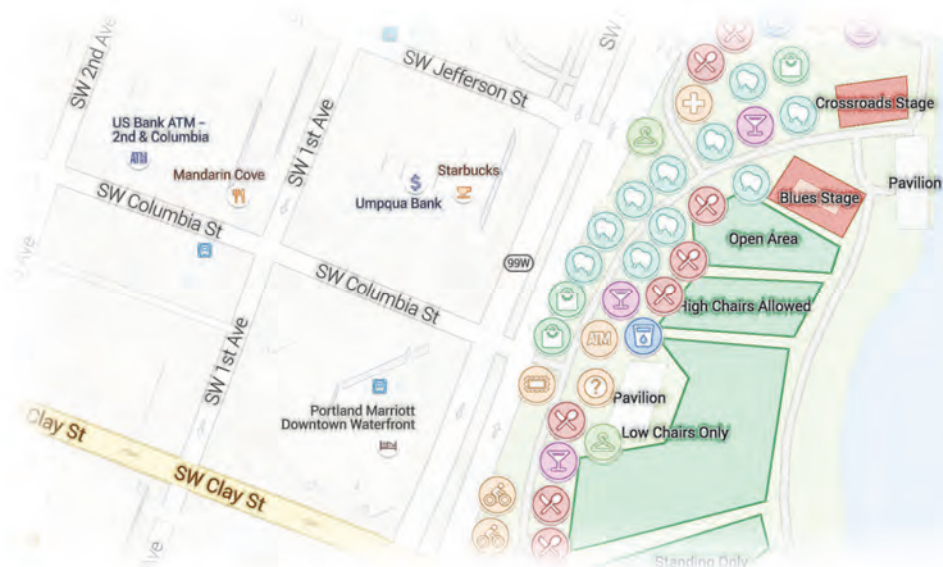 SW 2nd Ave
SW Jefferson St
SW
Crossroads Stage
US Bank ATM –
2nd & Columbia
ATM
SW 1st Ave
Mandarin Cove
Starbucks
$
Umpqua Bank
Pavilion
Blues Stage
SW Columbia St
Open Area
Ave
99W
SW Columbia St
High Chairs Allowed
ATM
SW 1st Ave
?
Pavilion
Portland Marriott
Downtown Waterfront
Low Chairs Only
Clay St
SW Clay St
Ave
Standing Only